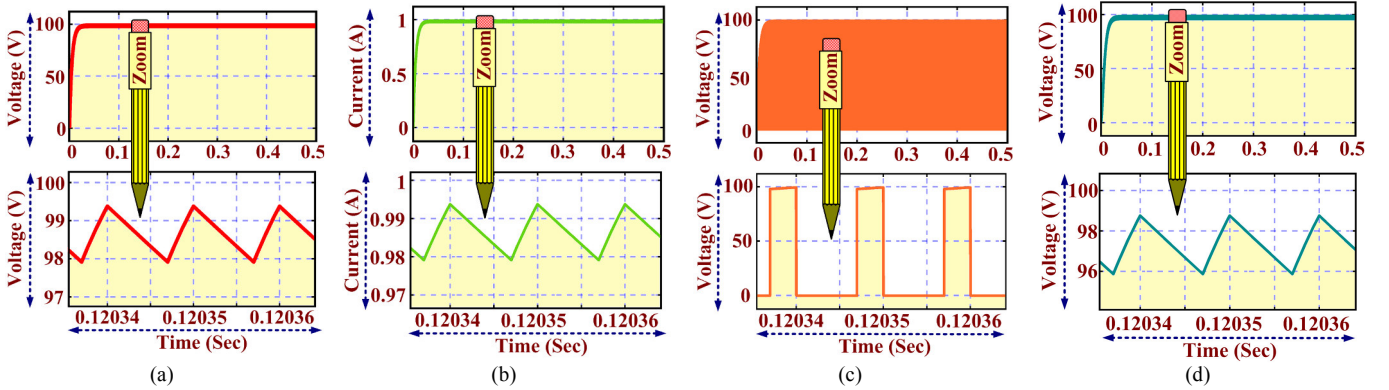 Voltage (V)
100
50
0
0 0.1 0.2 0.3 0.4 0.5
Zoom
Voltage (V)
100
99
98
97
0.12034 0.12035 0.12036
Time (Sec)
(a)
Current (A)
1
0.5
0
0 0.1 0.2 0.3 0.4 0.5
Zoom
Current (A)
1
0.99
0.98
0.97
0.12034 0.12035 0.12036
Time (Sec)
(b)
Voltage (V)
100
50
0
0 0.1 0.2 0.3 0.4 0.5
Zoom
Voltage (V)
100
50
0
0.12034 0.12035 0.12036
Time (Sec)
(c)
Voltage (V)
100
50
100
0 0.1 0.2 0.3 0.4 0.5
Zoom
Voltage (V)
100
98
96
0.12034 0.12035 0.12036
Time (Sec)
(d)